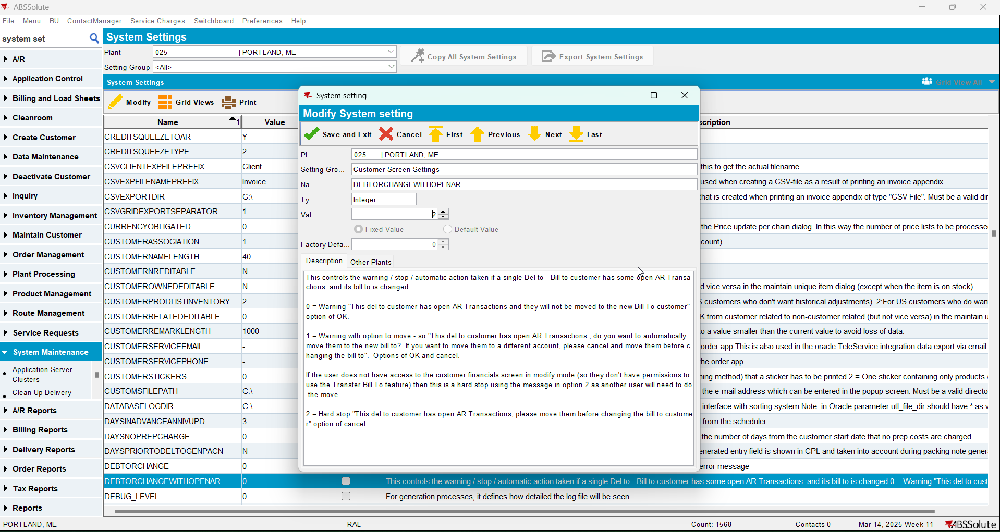 ABSSolute
File Menu BU ContactManager Service Charges Switchboard Preferences Help
system set
System Settings
Plant
025 | PORTLAND, ME
Setting Group
<All>
Copy All System Settings
Export System Settings
A/R
Application Control
Billing and Load Sheets
Cleanroom
Create Customer
Data Maintenance
Deactivate Customer
Inquiry
Inventory Management
Maintain Customer
Order Management
Plant Processing
Product Management
Route Management
Service Requests
System Maintenance
Application Server
Clusters
Clean Up Delivery
A/R Reports
Billing Reports
Delivery Reports
Order Reports
Tax Reports
Reports
System Settings
Grid View All
Modify Grid Views Print
Name 1 Value scription
CREDITSQUEEZETOAR Y
CREDITSQUEEZETYPE 2
CSVCLIENTEXPFILEPREFIX Client this to get the actual filename.
CSVEXPFILENAMEPREFIX Invoice used when creating a CSV-file as a result of printing an invoice appendix.
CSVEXPORTDIR C:\ that is created when printing an invoice appendix of type "CSV File". Must be a valid dir
CSVGRIDEXPORTSEPARATOR 1
CURRENCYOBLIGATED 0 the Price update per chain dialog. In this way the number of price lists to be processe
CUSTOMERASSOCIATION 1 count)
CUSTOMERNAMELENGTH 40
CUSTOMERNREDITABLE N
CUSTOMEROWNEDEDITABLE N d vice versa in the maintain unique item dialog (except when the item is on stock).
CUSTOMERPRODLISTINVENTORY 2 S customers who don't want historical adjustments). 2:For US customers who do wan
CUSTOMERRELATEDEDITABLE 0 K from customer related to non-customer related (but not vice versa) in the maintain u
CUSTOMERREMARKLENGTH 1000 o a value smaller than the current value to avoid loss of data.
CUSTOMERSERVICEEMAIL - order app.This is also used in the oracle TeleService integration data export via email
CUSTOMERSERVICEPHONE - he order app.
CUSTOMERSTICKERS 0 ing method) that a sticker has to be printed.2 = One sticker containing only products
CUSTOMSFILEPATH C:\ the e-mail address which can be entered in the popup screen. Must be a valid directo
DATABASELOGDIR C:\ interface with sorting system.Note: in Oracle parameter utl_file_dir should have * as v
DAYSINADVANCEANNIVUPD 3 from the scheduler.
DAYSNOPREPCHARGE 0 the number of days from the customer start date that no prep costs are charged.
DAYSPRIORTODELTOGENPACN N enerated entry field is shown in CPL and taken into account during packing note gener
DEBTORCHANGE 0 error message
DEBTORCHANGEWITHOPENAR 0 This controls the warning / stop / automatic action taken if a single Del to - Bill to customer has some open AR Transactions and its bill to is changed.0 = Warning "This del to cust
DEBUG_LEVEL 0 For generation processes, it defines how detailed the log file will be seen
System setting
Modify System setting
Save and Exit Cancel First Previous Next Last
Pl... 025 | PORTLAND, ME
Setting Gro... Customer Screen Settings
Na... DEBTORCHANGEWITHOPENAR
Ty... Integer
Val... 2
Fixed Value Default Value
Factory Defa... 0
Description Other Plants
This controls the warning / stop / automatic action taken if a single Del to - Bill to customer has some open AR Transa
ctions and its bill to is changed.
0 = Warning "This del to customer has open AR Transactions and they will not be moved to the new Bill To customer"
option of OK.
1 = Warning with option to move - so "This del to customer has open AR Transactions , do you want to automatically
move them to the new bill to? If you want to move them to a different account, please cancel and move them before c
hanging the bill to". Options of OK and cancel.
If the user does not have access to the customer financials screen in modify mode (so they don't have permissions to
use the Transfer Bill To feature) then this is a hard stop using the message in option 2 as another user will need to do
the move.
2 = Hard stop "This del to customer has open AR Transactions, please move them before changing the bill to custome
r" option of cancel.
PORTLAND, ME - - RAL Count: 1568 Contacts 0 Mar 14, 2025 Week 11 ABSSolute